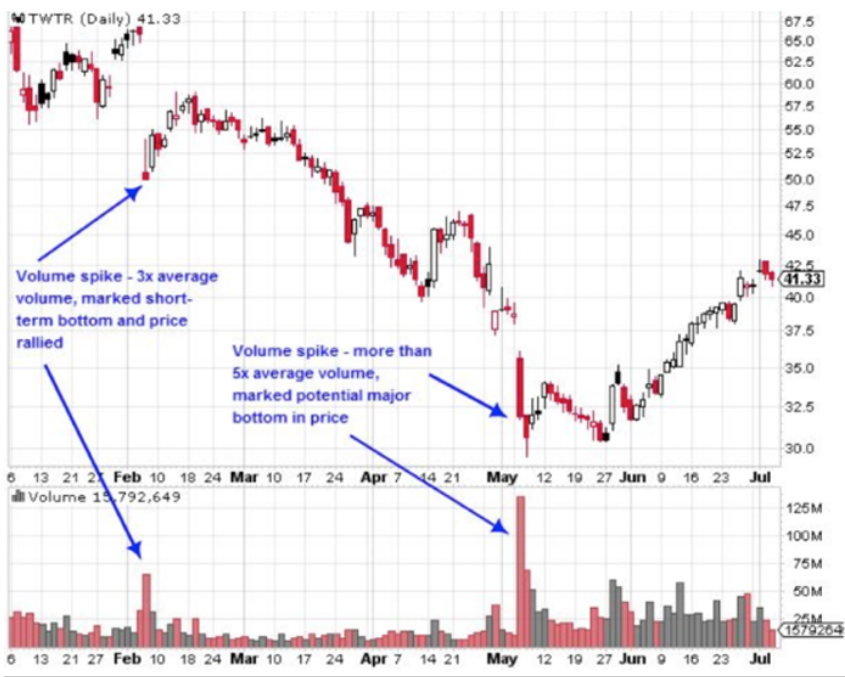 TWTR (Daily) 41.33
67.5
65.0
62.5
60.0
57.5
55.0
52.5
50.0
47.5
45.0
42.5
41.33
40.0
37.5
35.0
32.5
30.0
Volume spike - 3x average
volume, marked short-
term bottom and price
rallied
Volume spike - more than
5x average volume,
marked potential major
bottom in price
6 13 21 27 Feb 10 18 24 Mar 10 17 24 Apr 7 14 21 May 12 19 27 Jun 9 16 23 Jul
Volume 15,792,649
125M
100M
75M
50M
25M
1579264
6 13 21 27 Feb 10 18 24 Mar 10 17 24 Apr 7 14 21 May 12 19 27 Jun 9 16 23 Jul